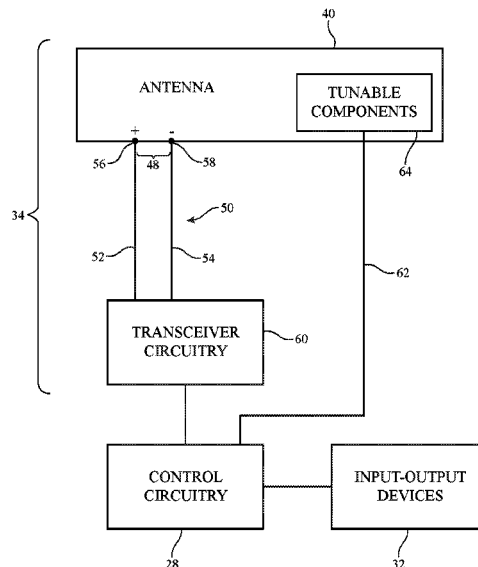 40
ANTENNA
TUNABLE
COMPONENTS
+
-
56
48
58
64
34
50
52
54
62
TRANSCEIVER
CIRCUITRY
60
CONTROL
CIRCUITRY
INPUT-OUTPUT
DEVICES
28
32